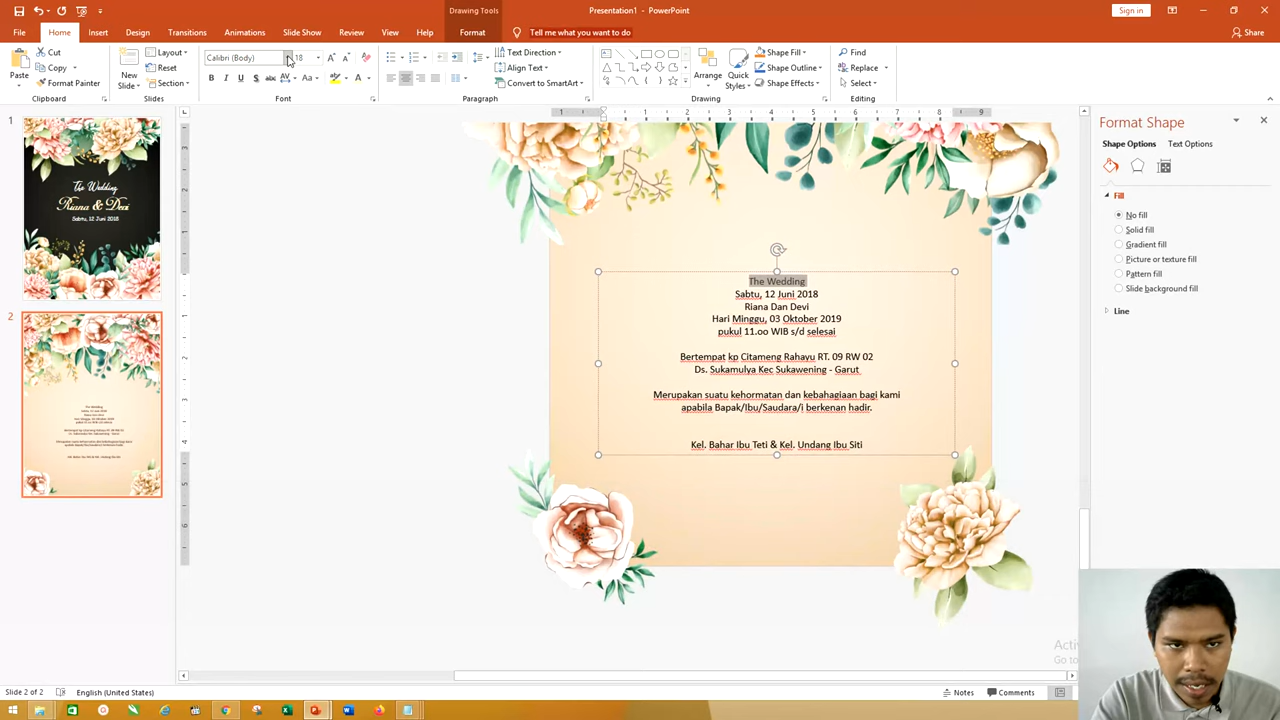 Drawing Tools
Presentation1 - PowerPoint
Sign in
File
Home
Insert
Design
Transitions
Animations
Slide Show
Review
View
Help
Format
Tell me what you want to do
Share
Paste
Cut
Copy
Format Painter
Clipboard
New
Slide
Layout
Reset
Section
Slides
Calibri (Body)
18
Font
Paragraph
Text Direction
Align Text
Convert to SmartArt
Arrange
Quick
Styles
Shape Fill
Shape Outline
Shape Effects
Drawing
Find
Replace
Select
Editing
1
The Wedding
Riana & Devi
Sabtu, 12 Juni 2018
2
The Wedding
Sabtu, 12 Juni 2018
Riana Dan Devi
Hari Minggu, 03 Oktober 2019
pukul 11.oo WIB s/d selesai
Bertempat kp Citameng Rahayu RT. 09 RW 02
Ds. Sukamulya Kec Sukawening - Garut
Merupakan suatu kehormatan dan kebahagiaan bagi kami
apabila Bapak/Ibu/Saudara/i berkenan hadir.
Kel. Bahar Ibu Teti & Kel. Undang Ibu Siti
Format Shape
Shape Options
Text Options
Fill
No fill
Solid fill
Gradient fill
Picture or texture fill
Pattern fill
Slide background fill
Line
Slide 2 of 2
English (United States)
Notes
Comments